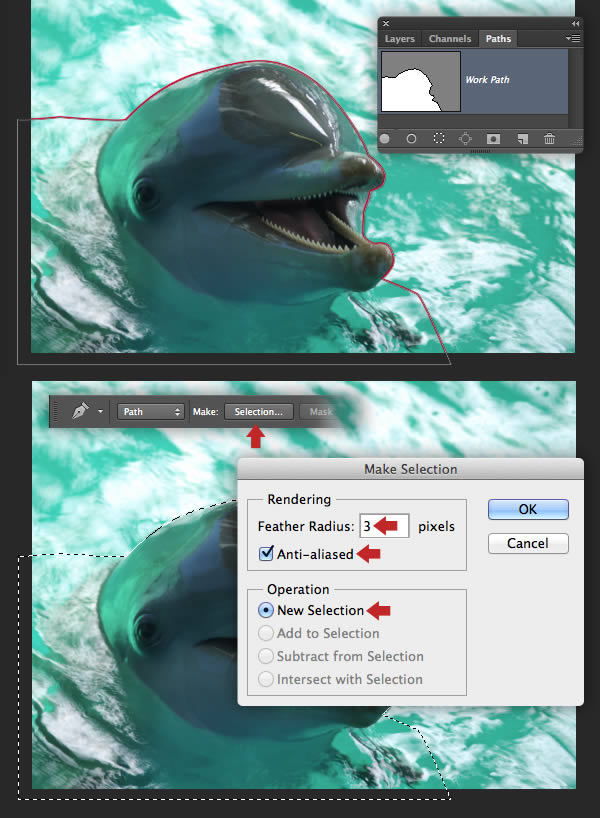 Layers Channels Paths
Work Path
Path Make: Selection... Mask
Make Selection
Rendering
Feather Radius: 3 pixels
Anti-aliased
OK
Cancel
Operation
New Selection
Add to Selection
Subtract from Selection
Intersect with Selection